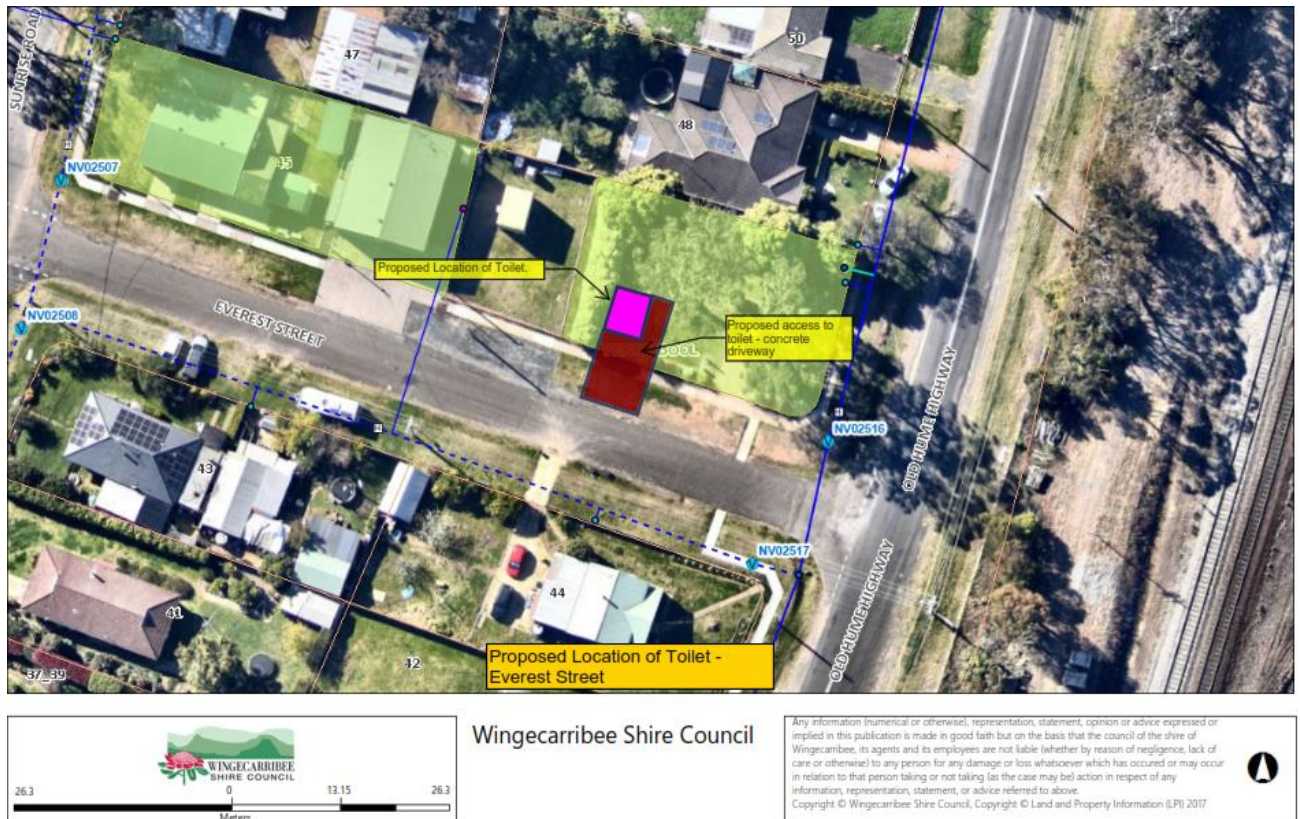 SUNRISE ROAD
47
50
48
45
NV02507
Proposed Location of Toilet.
NV02508
EVEREST STREET
Proposed access to
toilet - concrete
driveway
OLD HUME HIGHWAY
NV02516
43
NV02517
44
OLD HUME HIGHWAY
41
42
37_39
Proposed Location of Toilet -
Everest Street
WINGECARRIBEE
SHIRE COUNCIL
26.3 0 13.15 26.3
Meters
Wingecarribee Shire Council
Any information (numerical or otherwise), representation, statement, opinion or advice expressed or
implied in this publication is made in good faith but on the basis that the council of the shire of
Wingecarribee, its agents and its employees are not liable (whether by reason of negligence, lack of
care or otherwise) to any person for any damage or loss whatsoever which has occured or may occur
in relation to that person taking or not taking (as the case may be) action in respect of any
information, representation, statement, or advice referred to above.
Copyright © Wingecarribee Shire Council, Copyright © Land and Property Information (LPI) 2017